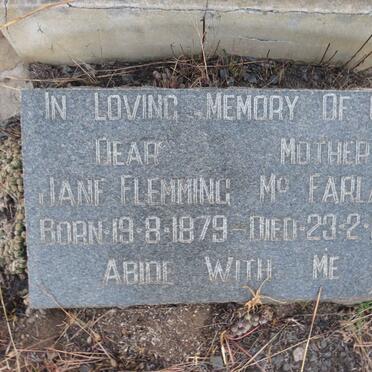 IN LOVING MEMORY OF
DEAR MOTHER
JANE FLEMMING Mc FARLA
BORN 19-8-1879 - DIED 23-2-
ABIDE WITH ME